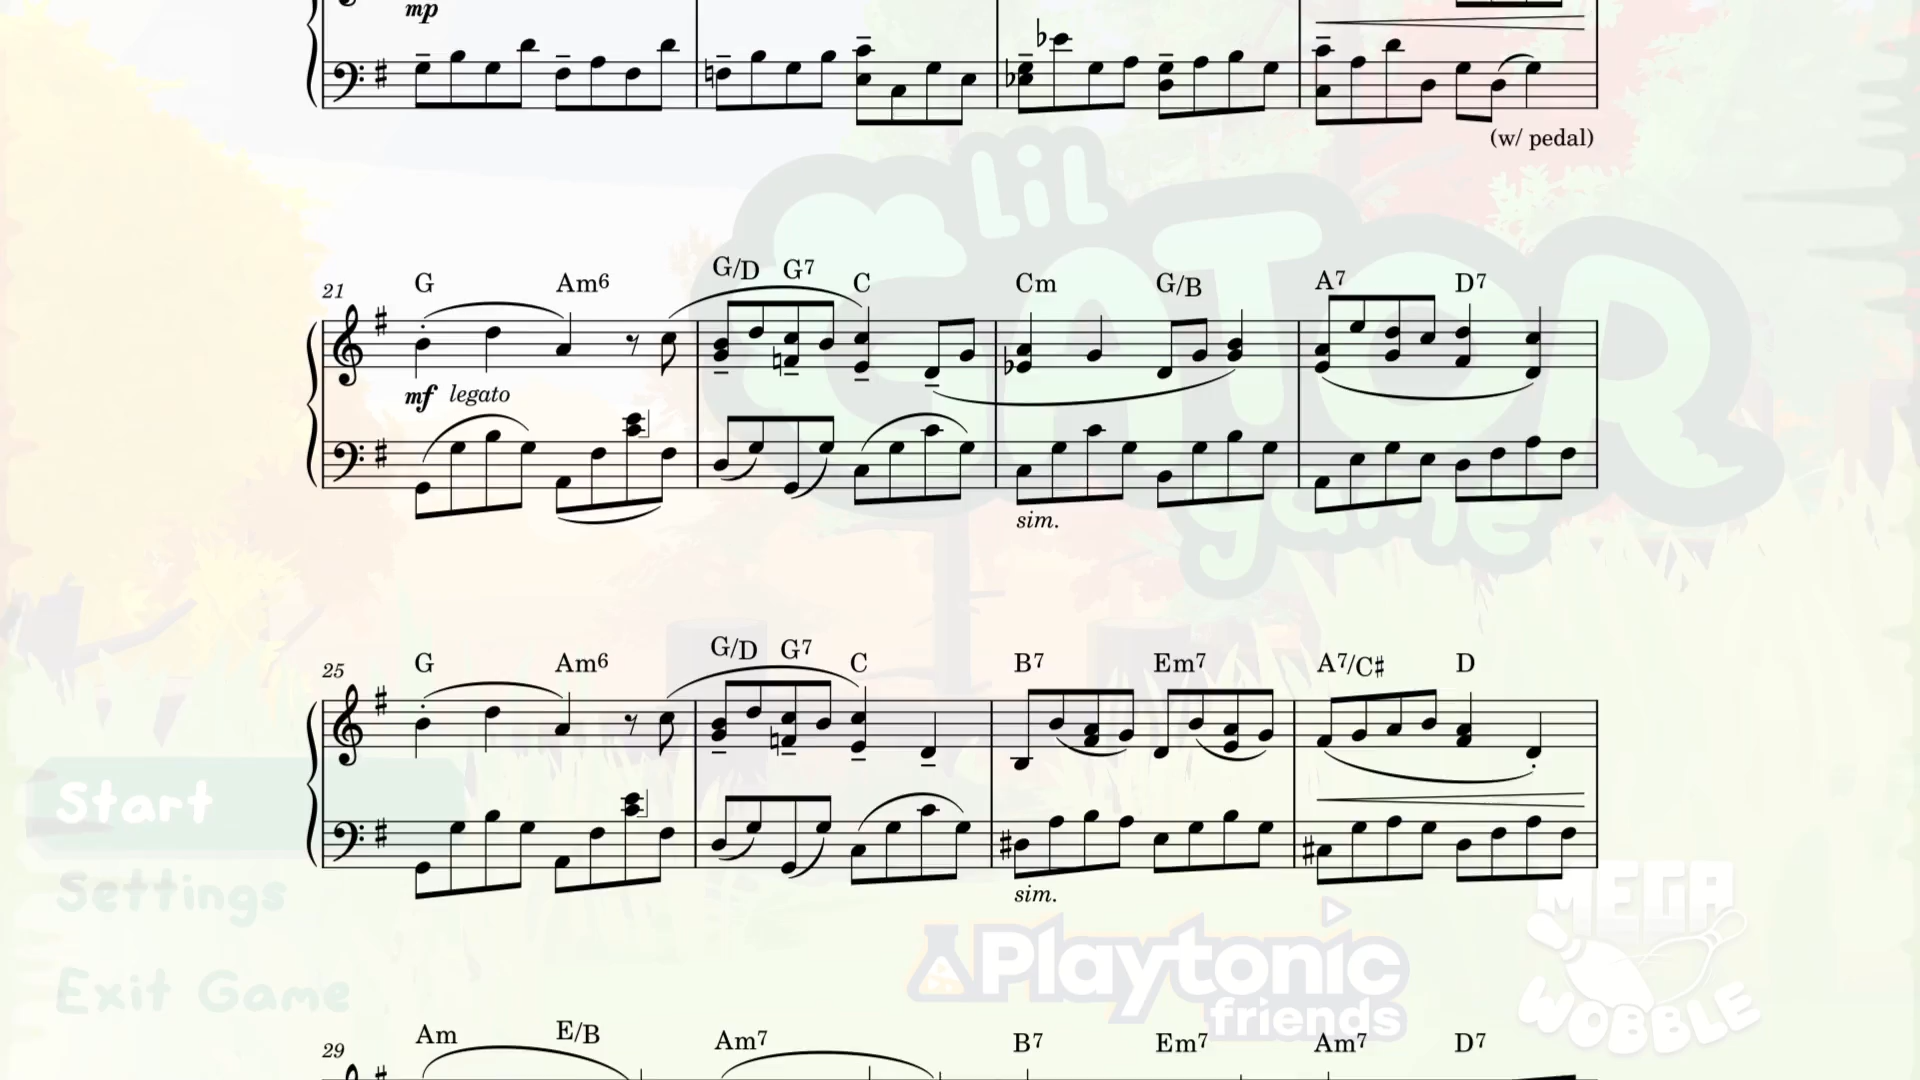 mp
(w/ pedal)
LiL
GATOR
game
21
G Am6 G/D G7 C Cm G/B A7 D7
mf legato
sim.
25
G Am6 G/D G7 C B7 Em7 A7/C♯ D
Start
Settings
sim.
MEGA
WOBBLE
Playtonic
friends
Exit Game
29
Am E/B Am7 B7 Em7 Am7 D7